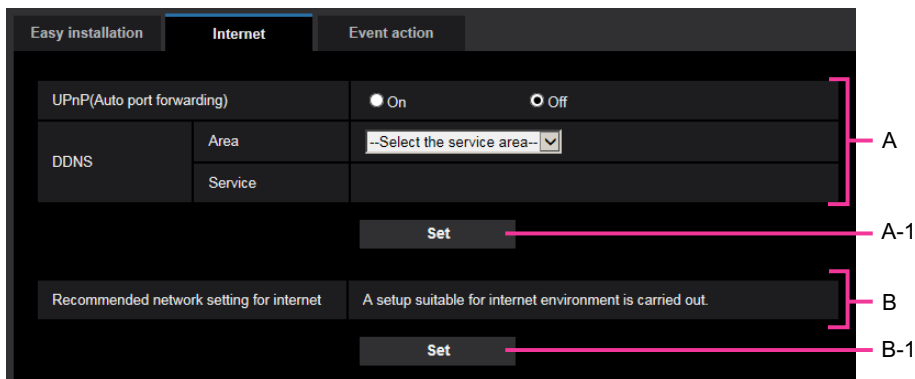 Easy installation Internet Event action
UPnP(Auto port forwarding) On Off
A
DDNS Area --Select the service area--
Service
Set A-1
Recommended network setting for internet A setup suitable for internet environment is carried out. B
Set B-1